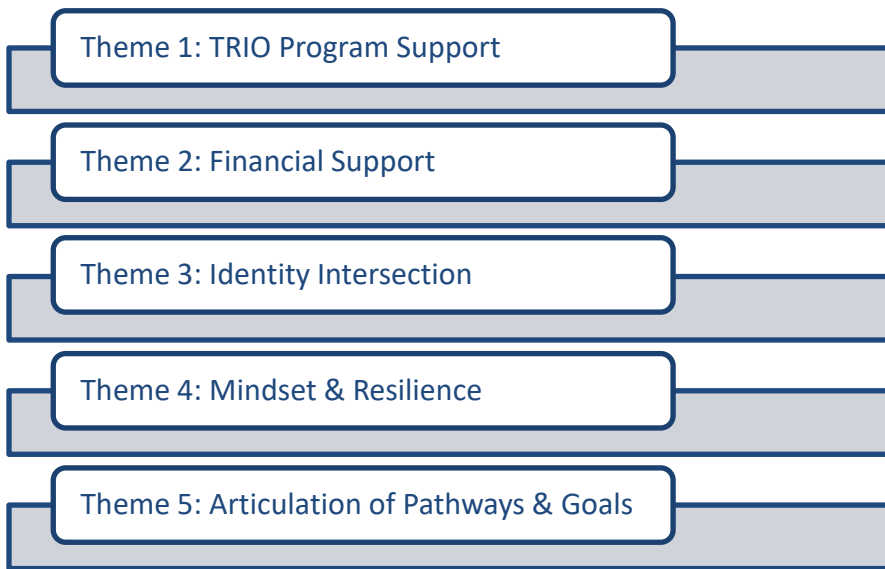 Theme 1: TRIO Program Support
Theme 2: Financial Support
Theme 3: Identity Intersection
Theme 4: Mindset & Resilience
Theme 5: Articulation of Pathways & Goals